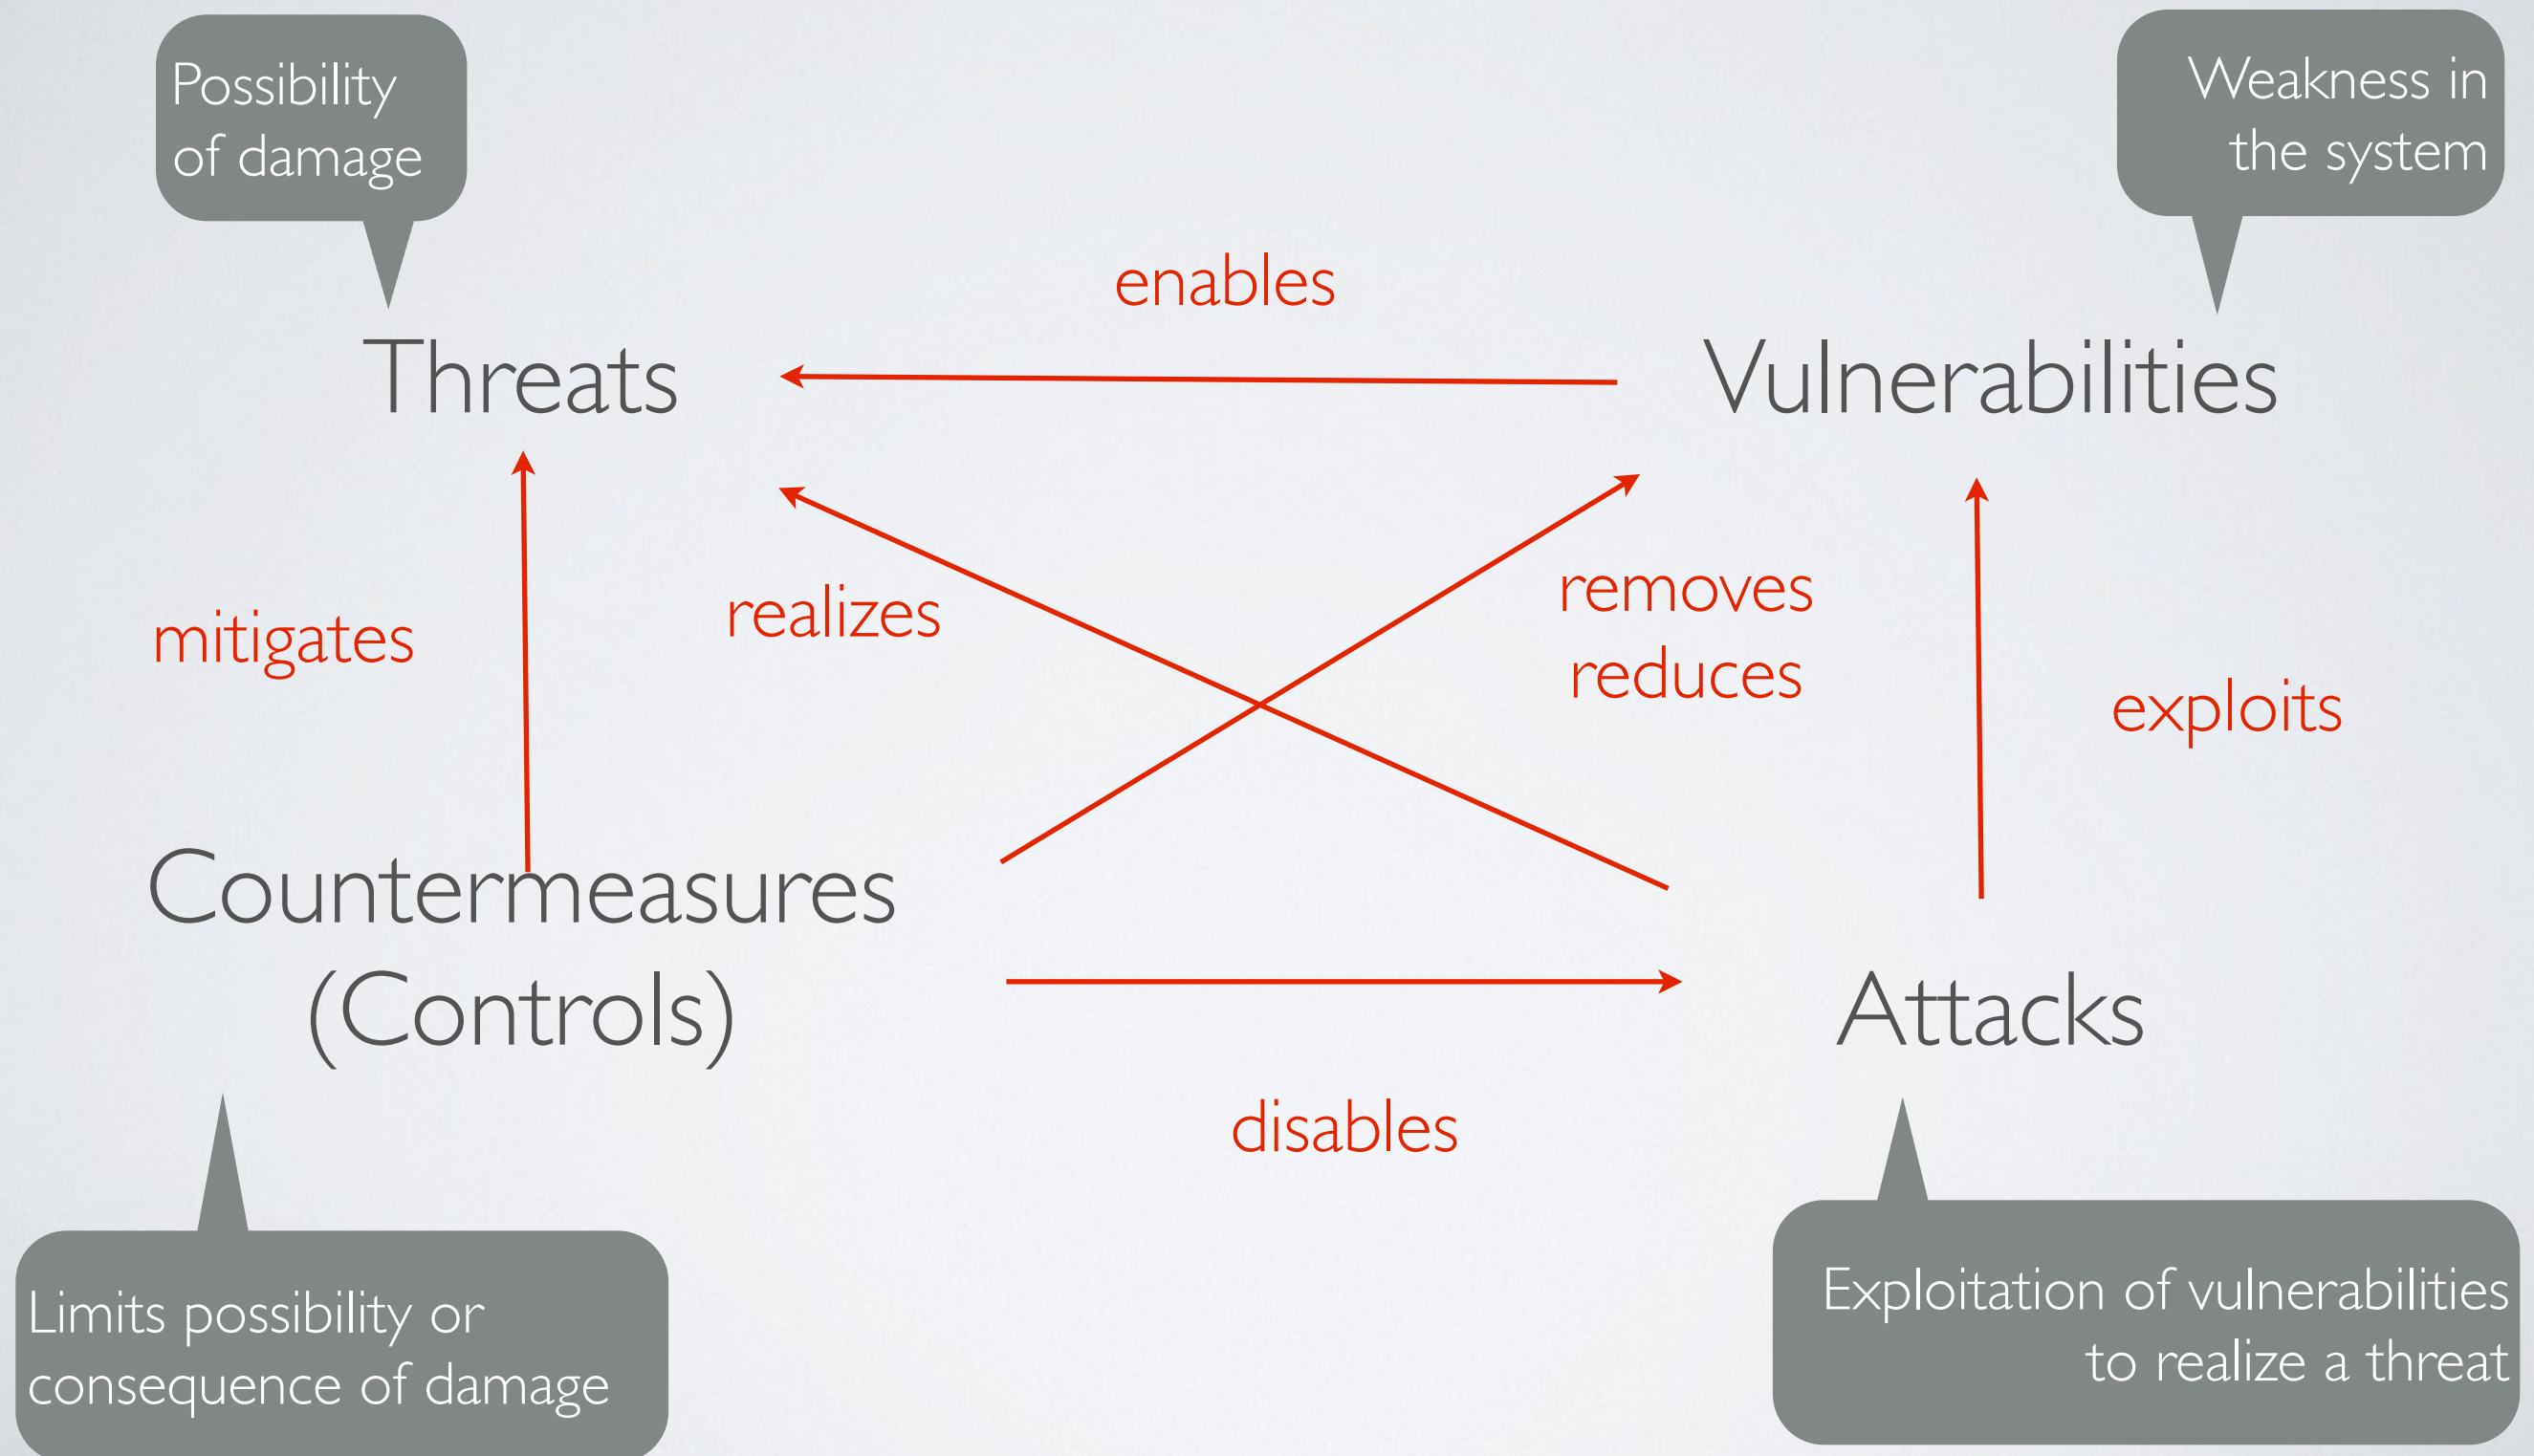 Possibility
of damage
Weakness in
the system
enables
Threats
Vulnerabilities
mitigates
realizes
removes
reduces
exploits
Countermeasures
(Controls)
Attacks
disables
Limits possibility or
consequence of damage
Exploitation of vulnerabilities
to realize a threat